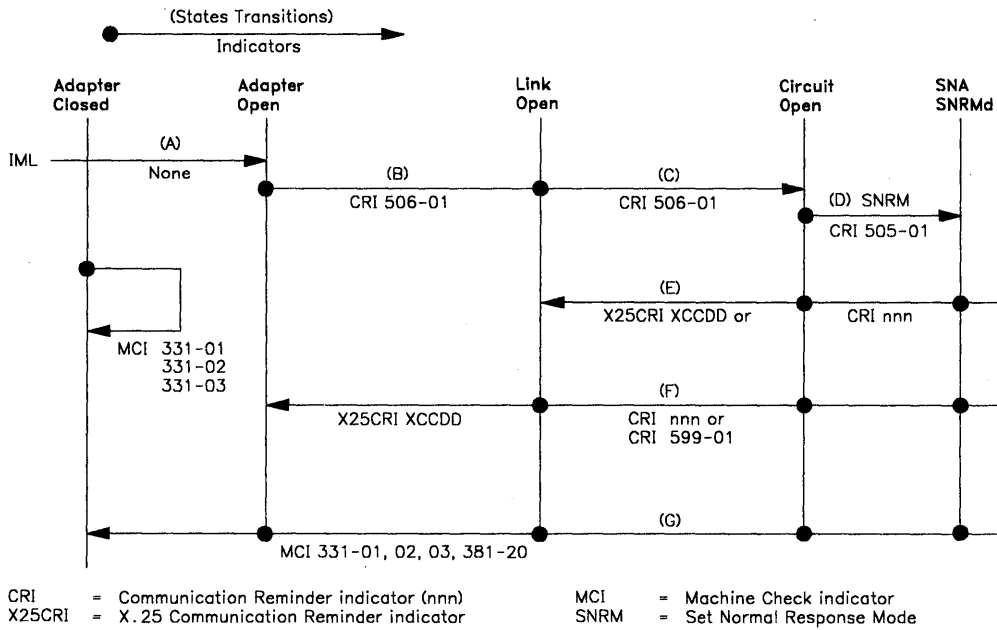 (States Transitions)
Indicators
Adapter Closed
Adapter Open
Link Open
Circuit Open
SNA SNRMd
IML
(A)
None
(B)
CRI 506-01
(C)
CRI 506-01
(D) SNRM
CRI 505-01
(E)
X25CRI XCCDD or
CRI nnn
MCI 331-01
331-02
331-03
(F)
X25CRI XCCDD
CRI nnn or
CRI 599-01
(G)
MCI 331-01, 02, 03, 381-20
CRI = Communication Reminder indicator (nnn)
MCI = Machine Check indicator
X25CRI = X.25 Communication Reminder indicator
SNRM = Set Normal Response Mode